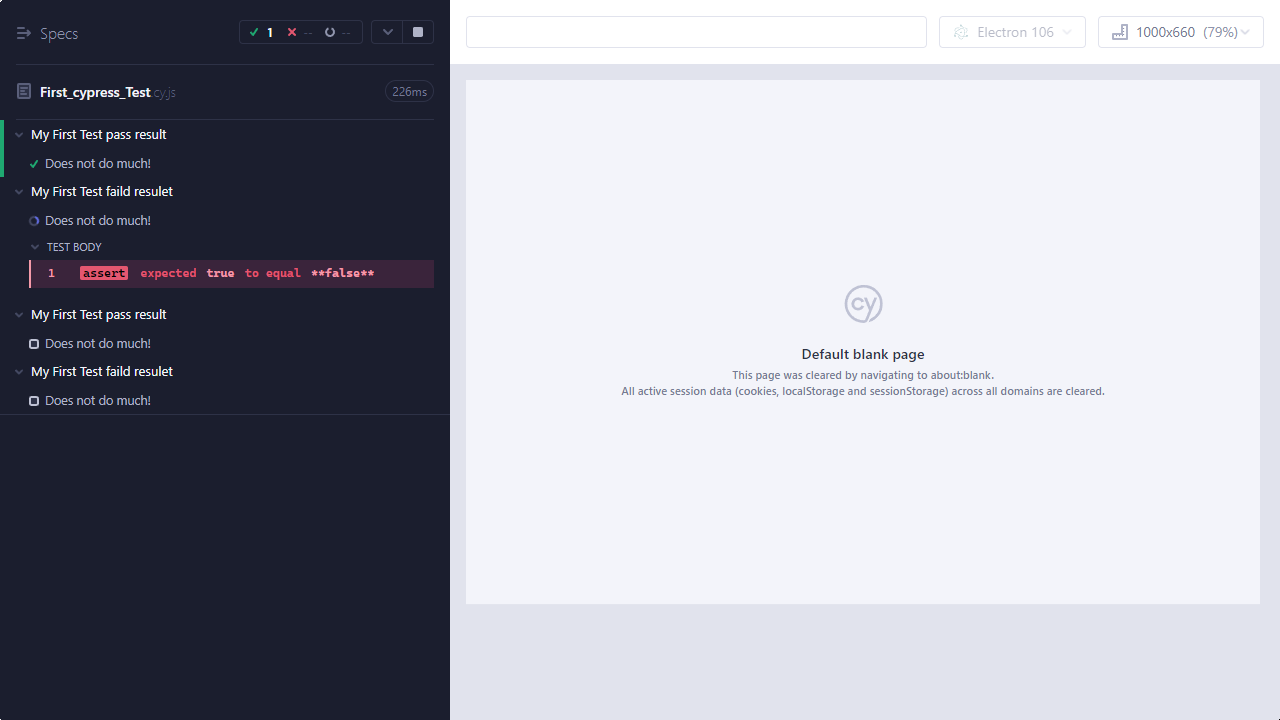 Specs
1 -- --
First_cypress_Test.cy.js
226ms
My First Test pass result
Does not do much!
My First Test faild resulet
Does not do much!
TEST BODY
1 assert expected true to equal **false**
My First Test pass result
Does not do much!
My First Test faild resulet
Does not do much!
Electron 106
1000x660 (79%)
cy
Default blank page
This page was cleared by navigating to about:blank.
All active session data (cookies, localStorage and sessionStorage) across all domains are cleared.